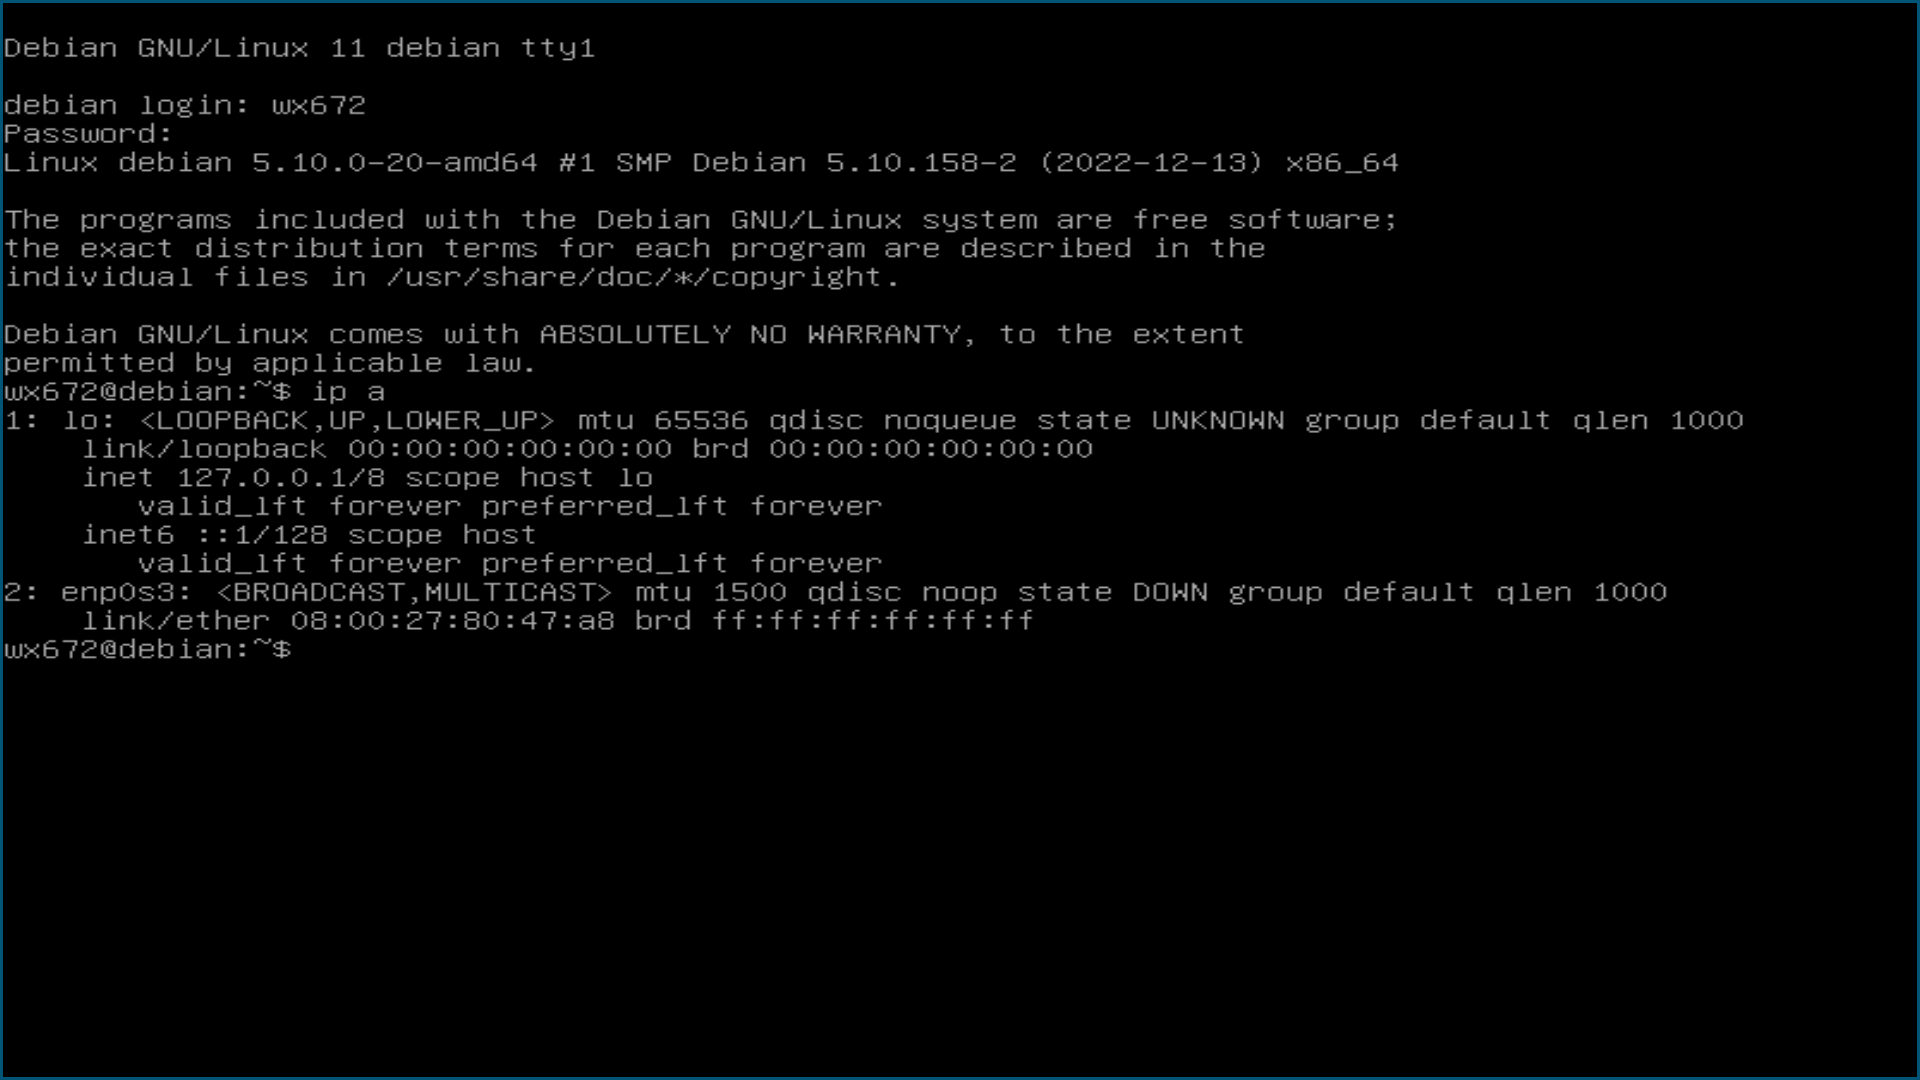 Debian GNU/Linux 11 debian tty1
debian login: wx672
Password:
Linux debian 5.10.0-20-amd64 #1 SMP Debian 5.10.158-2 (2022-12-13) x86_64
The programs included with the Debian GNU/Linux system are free software;
the exact distribution terms for each program are described in the
individual files in /usr/share/doc/*/copyright.
Debian GNU/Linux comes with ABSOLUTELY NO WARRANTY, to the extent
permitted by applicable law.
wx672@debian:~$ ip a
1: lo: <LOOPBACK,UP,LOWER_UP> mtu 65536 qdisc noqueue state UNKNOWN group default qlen 1000
    link/loopback 00:00:00:00:00:00 brd 00:00:00:00:00:00
    inet 127.0.0.1/8 scope host lo
       valid_lft forever preferred_lft forever
    inet6 ::1/128 scope host
       valid_lft forever preferred_lft forever
2: enp0s3: <BROADCAST,MULTICAST> mtu 1500 qdisc noop state DOWN group default qlen 1000
    link/ether 08:00:27:80:47:a8 brd ff:ff:ff:ff:ff:ff
wx672@debian:~$